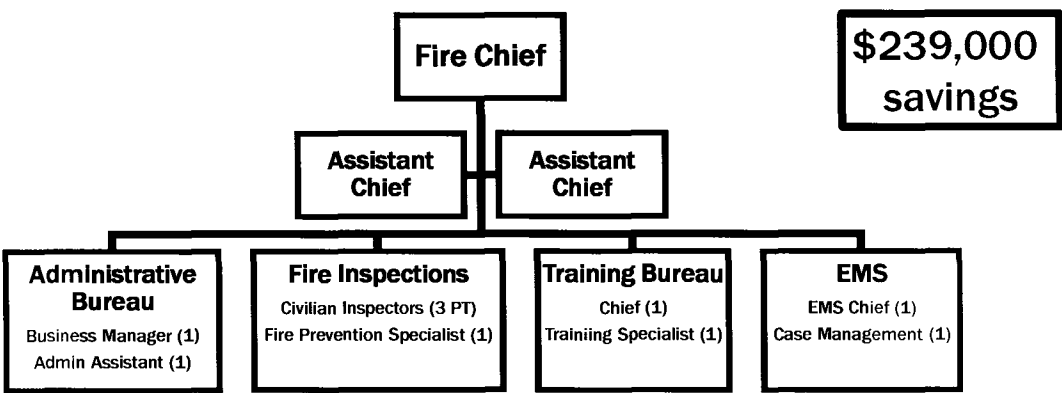 Fire Chief
$239,000
savings
Assistant
Chief
Assistant
Chief
Administrative
Bureau
Business Manager (1)
Admin Assistant (1)
Fire Inspections
Civilian Inspectors (3 PT)
Fire Prevention Specialist (1)
Training Bureau
Chief (1)
Training Specialist (1)
EMS
EMS Chief (1)
Case Management (1)